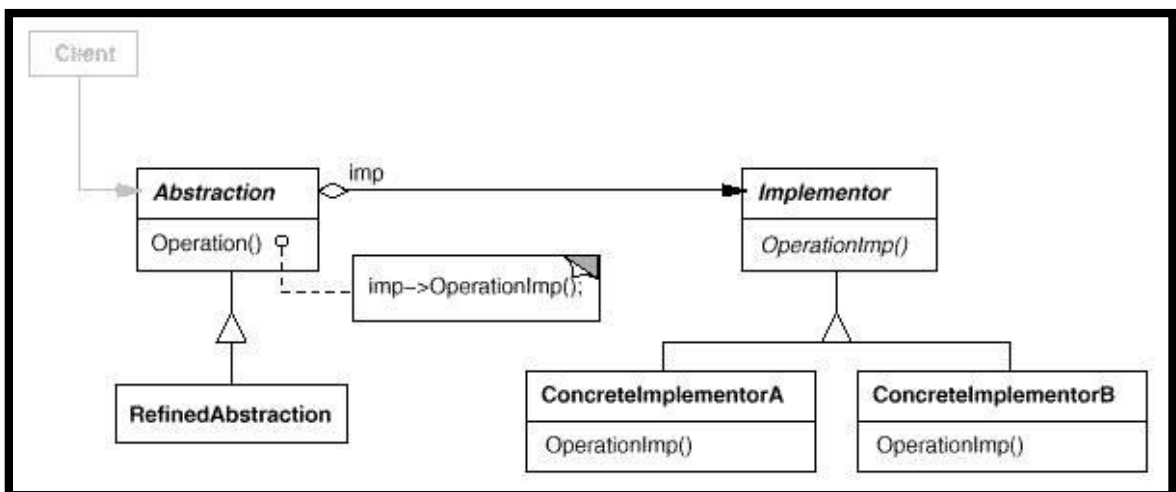 Client
imp
Abstraction
Implementor
Operation()
OperationImp()
imp->OperationImp();
RefinedAbstraction
ConcreteImplementorA
ConcreteImplementorB
OperationImp()
OperationImp()